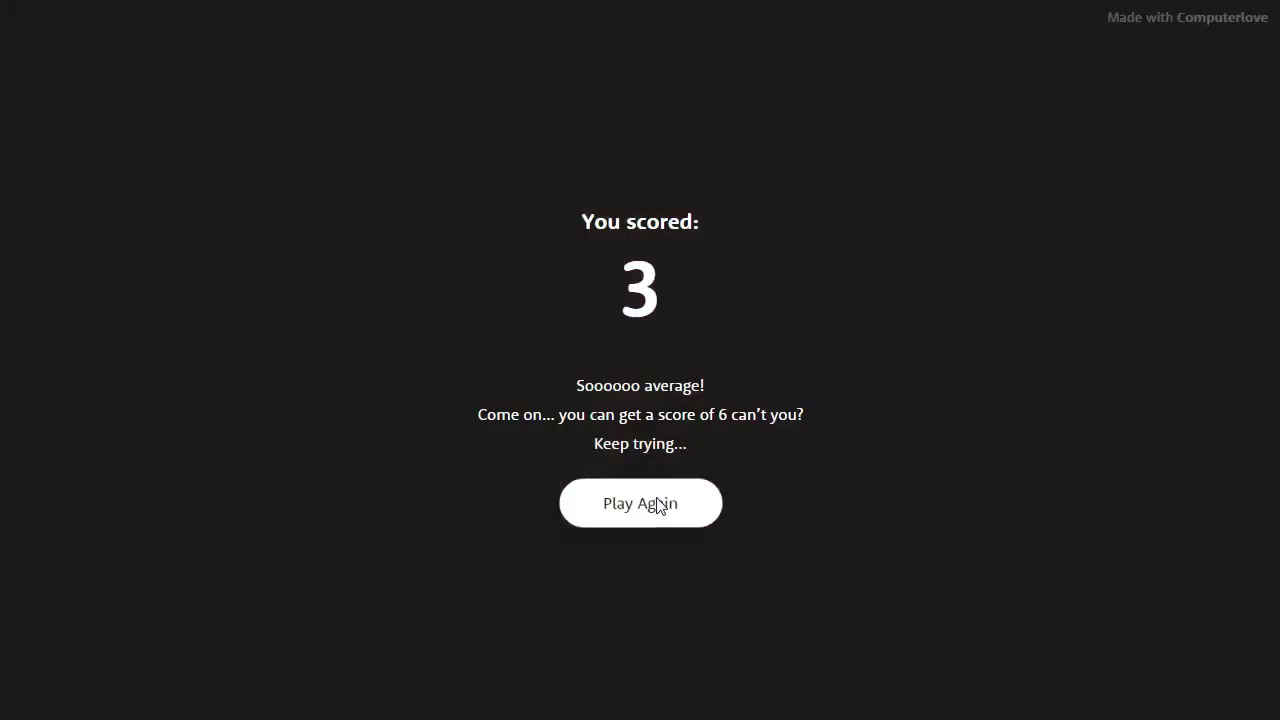 Made with Computerlove
You scored:
3
Soooooo average!
Come on... you can get a score of 6 can't you?
Keep trying...
Play Again